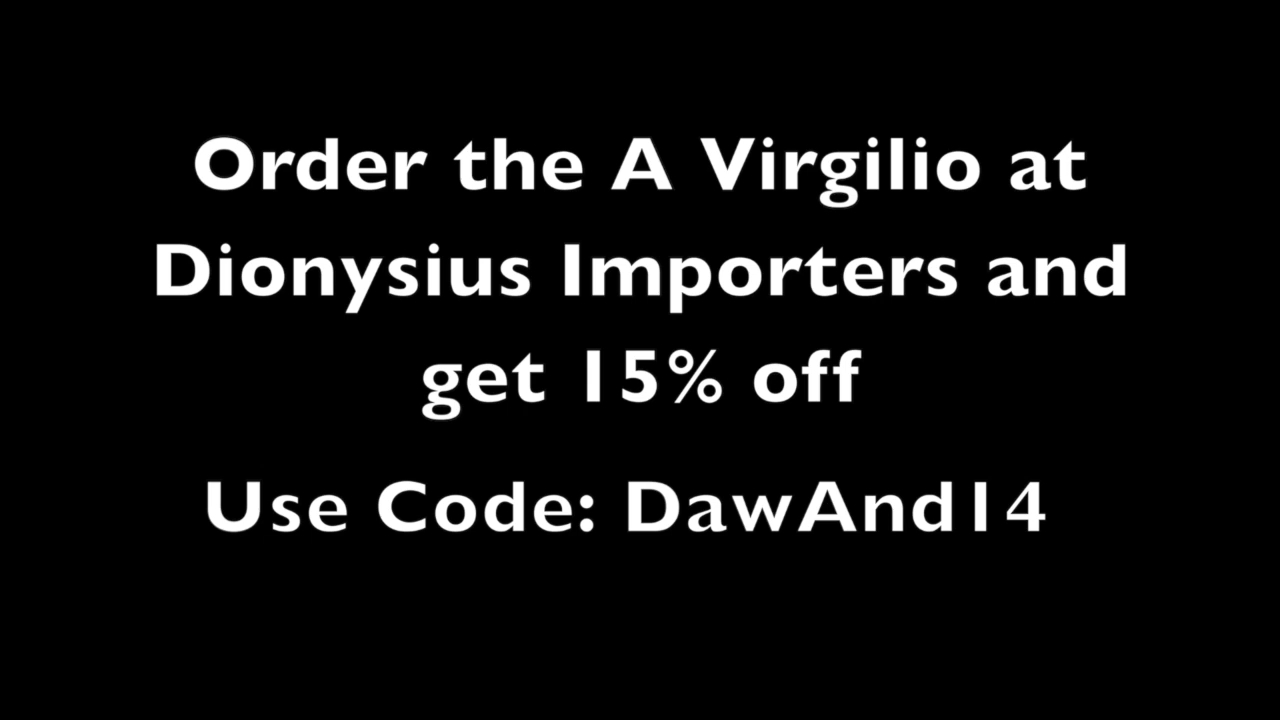 Order the A Virgilio at
Dionysius Importers and
get 15% off
Use Code: DawAnd14